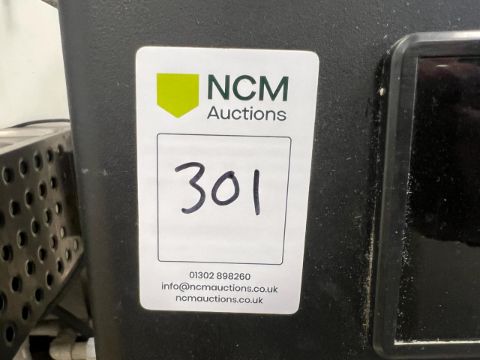 NCM
Auctions
301
01302 898260
info@ncmauctions.co.uk
ncmauctions.co.uk